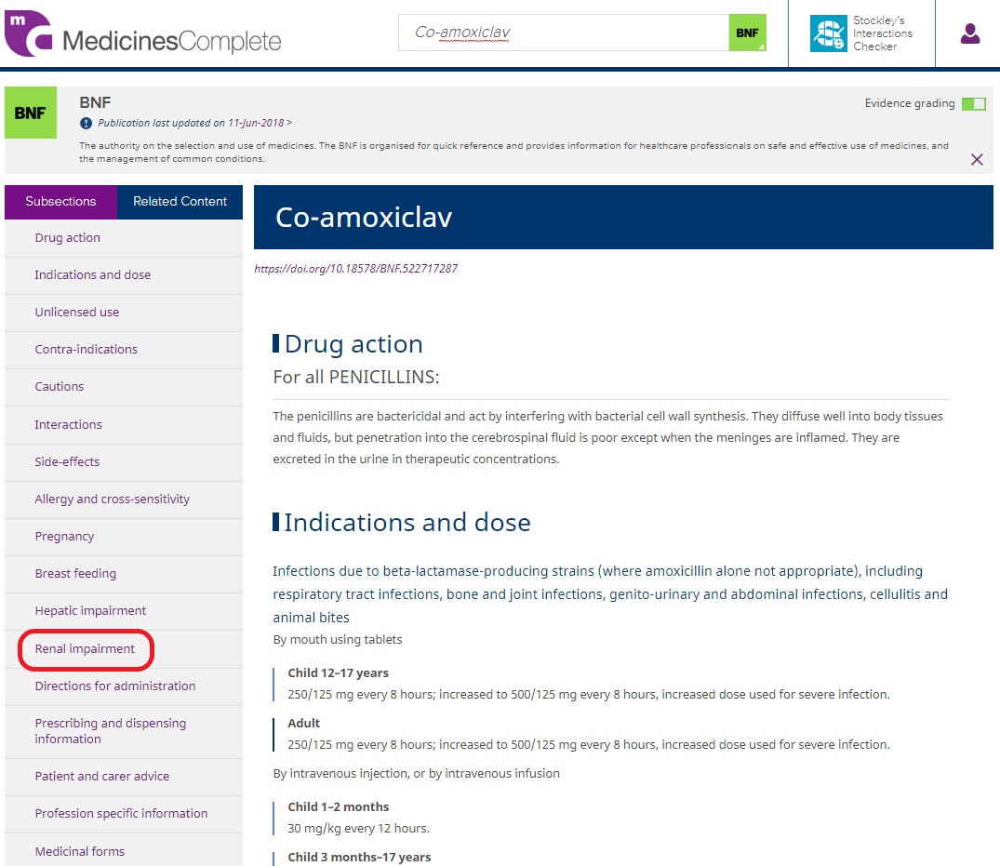 m
c
MedicinesComplete
Co-amoxiclav
BNF
Stockley's
Interactions
Checker
BNF
BNF
Publication last updated on 11-Jun-2018 >
Evidence grading
The authority on the selection and use of medicines. The BNF is organised for quick reference and provides information for healthcare professionals on safe and effective use of medicines, and
the management of common conditions.
Subsections
Related Content
Drug action
Indications and dose
Unlicensed use
Contra-indications
Cautions
Interactions
Side-effects
Allergy and cross-sensitivity
Pregnancy
Breast feeding
Hepatic impairment
Renal impairment
Directions for administration
Prescribing and dispensing
information
Patient and carer advice
Profession specific information
Medicinal forms
Co-amoxiclav
https://doi.org/10.18578/BNF.522717287
Drug action
For all PENICILLINS:
The penicillins are bactericidal and act by interfering with bacterial cell wall synthesis. They diffuse well into body tissues
and fluids, but penetration into the cerebrospinal fluid is poor except when the meninges are inflamed. They are
excreted in the urine in therapeutic concentrations.
Indications and dose
Infections due to beta-lactamase-producing strains (where amoxicillin alone not appropriate), including
respiratory tract infections, bone and joint infections, genito-urinary and abdominal infections, cellulitis and
animal bites
By mouth using tablets
Child 12–17 years
250/125 mg every 8 hours; increased to 500/125 mg every 8 hours, increased dose used for severe infection.
Adult
250/125 mg every 8 hours; increased to 500/125 mg every 8 hours, increased dose used for severe infection.
By intravenous injection, or by intravenous infusion
Child 1–2 months
30 mg/kg every 12 hours.
Child 3 months–17 years